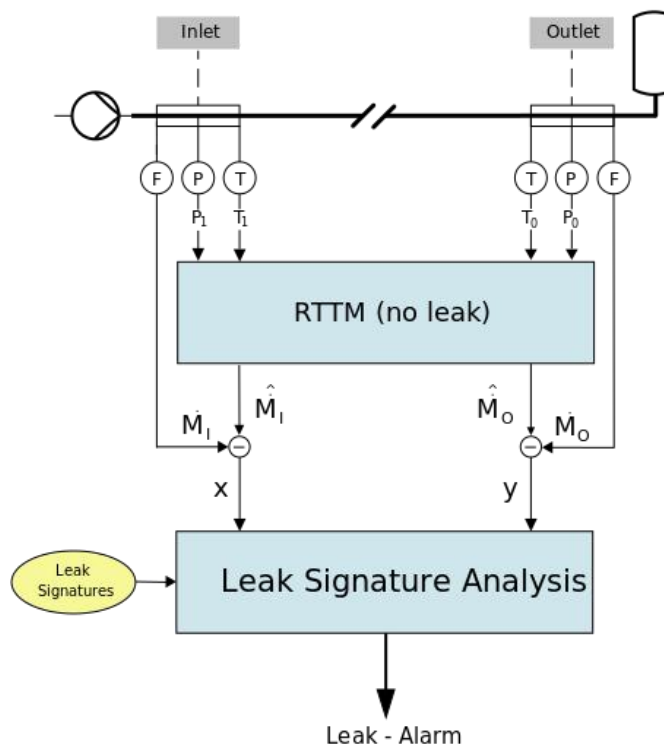 Inlet Outlet
F P T T P F
P1 T1 T0 P0
RTTM (no leak)
Ṁ̂I Ṁ̂O
ṀI ṀO
− −
x y
Leak
Signatures
Leak Signature Analysis
Leak - Alarm